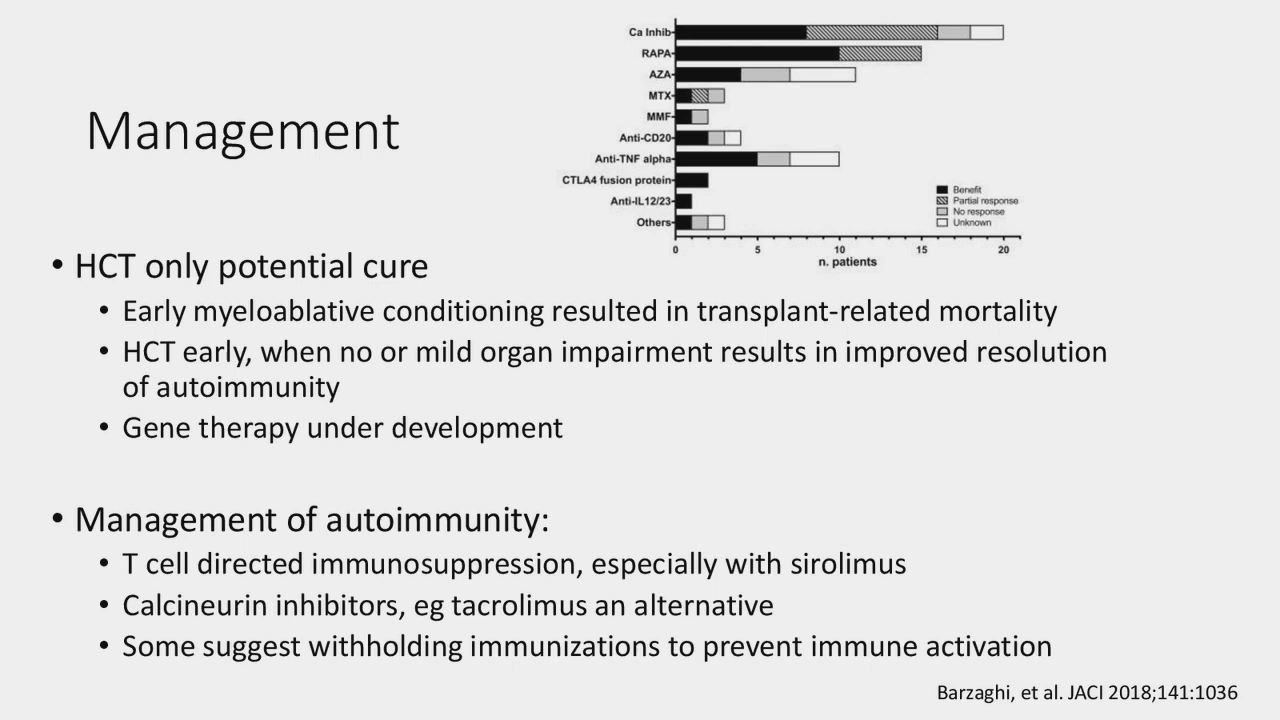 Management
Ca Inhib
RAPA
AZA
MTX
MMF
Anti-CD20
Anti-TNF alpha
CTLA4 fusion protein
Anti-IL12/23
Others
Benefit
Partial response
No response
Unknown
0 5 10 15 20
n. patients
• HCT only potential cure
• Early myeloablative conditioning resulted in transplant-related mortality
• HCT early, when no or mild organ impairment results in improved resolution
of autoimmunity
• Gene therapy under development
• Management of autoimmunity:
• T cell directed immunosuppression, especially with sirolimus
• Calcineurin inhibitors, eg tacrolimus an alternative
• Some suggest withholding immunizations to prevent immune activation
Barzaghi, et al. JACI 2018;141:1036